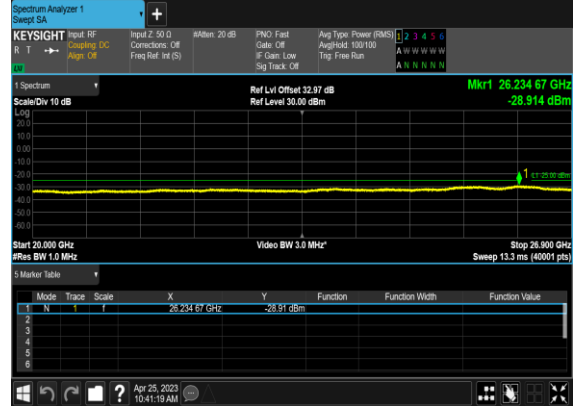 Spectrum Analyzer 1
Swept SA
+
KEYSIGHT Input: RF Input Z: 50 Ω #Atten: 20 dB PNO: Fast Avg Type: Power (RMS) 1 2 3 4 5 6
R T Coupling: DC Corrections: Off Gate: Off Avg|Hold: 100/100 A W W W W W
Align: Off Freq Ref: Int (S) IF Gain: Low Trig: Free Run
LU Sig Track: Off A N N N N N
1 Spectrum Ref Lvl Offset 32.97 dB Mkr1 26.234 67 GHz
Scale/Div 10 dB Ref Level 30.00 dBm -28.914 dBm
Log
20.0
10.0
0.00
-10.0
-20.0 1 -25.00 dBm
-30.0
-40.0
-50.0
-60.0
Start 20.000 GHz Video BW 3.0 MHz* Stop 26.900 GHz
#Res BW 1.0 MHz Sweep 13.3 ms (40001 pts)
5 Marker Table
Mode Trace Scale X Y Function Function Width Function Value
1 N 1 f 26.234 67 GHz -28.91 dBm
2
3
4
5
6
? Apr 25, 2023
10:41:19 AM